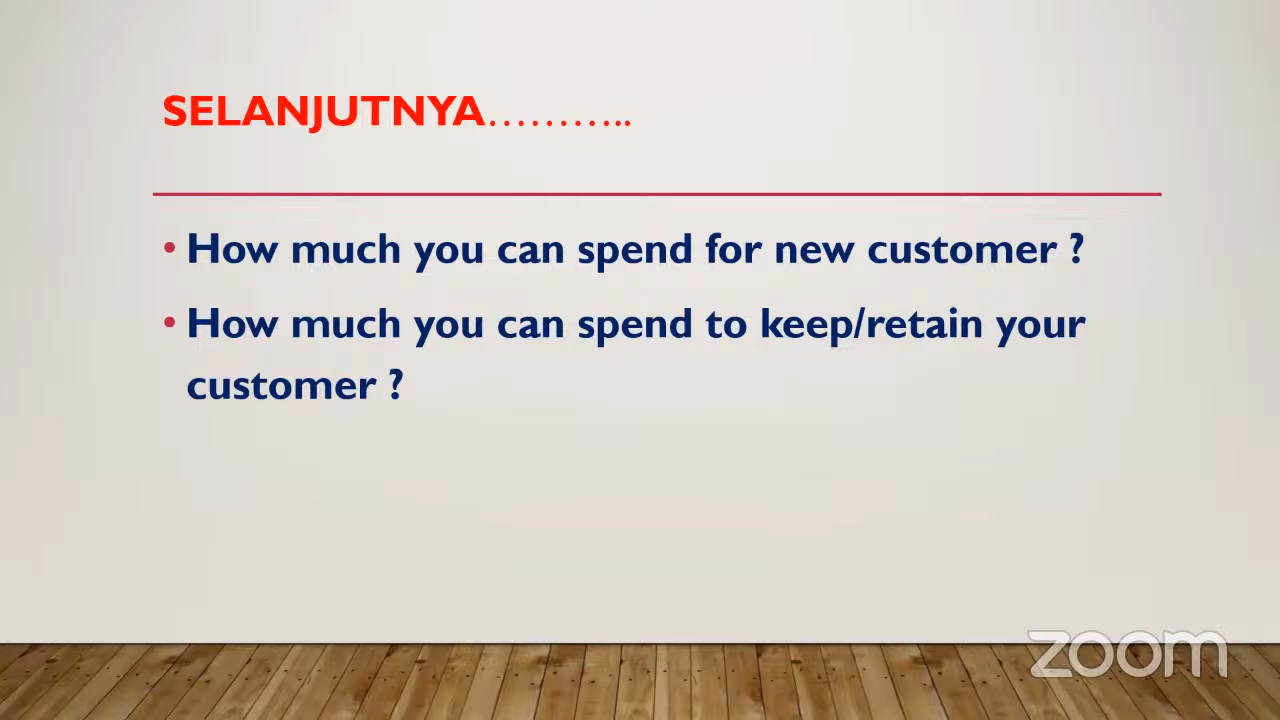 SELANJUTNYA………..
• How much you can spend for new customer ?
• How much you can spend to keep/retain your
customer ?
zoom